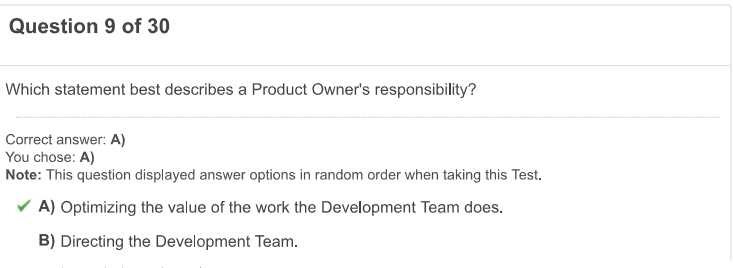 Question 9 of 30
Which statement best describes a Product Owner's responsibility?
Correct answer: A)
You chose: A)
Note: This question displayed answer options in random order when taking this Test.
A) Optimizing the value of the work the Development Team does.
B) Directing the Development Team.